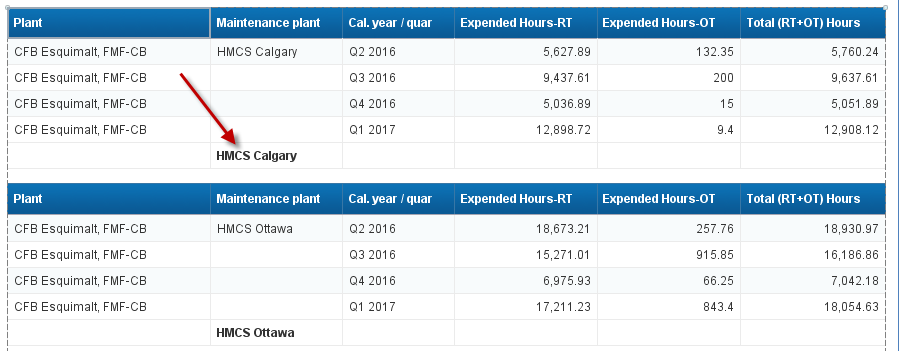 Plant Maintenance plant Cal. year / quar Expended Hours-RT Expended Hours-OT Total (RT+OT) Hours
CFB Esquimalt, FMF-CB HMCS Calgary Q2 2016 5,627.89 132.35 5,760.24
CFB Esquimalt, FMF-CB Q3 2016 9,437.61 200 9,637.61
CFB Esquimalt, FMF-CB Q4 2016 5,036.89 15 5,051.89
CFB Esquimalt, FMF-CB Q1 2017 12,898.72 9.4 12,908.12
HMCS Calgary
Plant Maintenance plant Cal. year / quar Expended Hours-RT Expended Hours-OT Total (RT+OT) Hours
CFB Esquimalt, FMF-CB HMCS Ottawa Q2 2016 18,673.21 257.76 18,930.97
CFB Esquimalt, FMF-CB Q3 2016 15,271.01 915.85 16,186.86
CFB Esquimalt, FMF-CB Q4 2016 6,975.93 66.25 7,042.18
CFB Esquimalt, FMF-CB Q1 2017 17,211.23 843.4 18,054.63
HMCS Ottawa